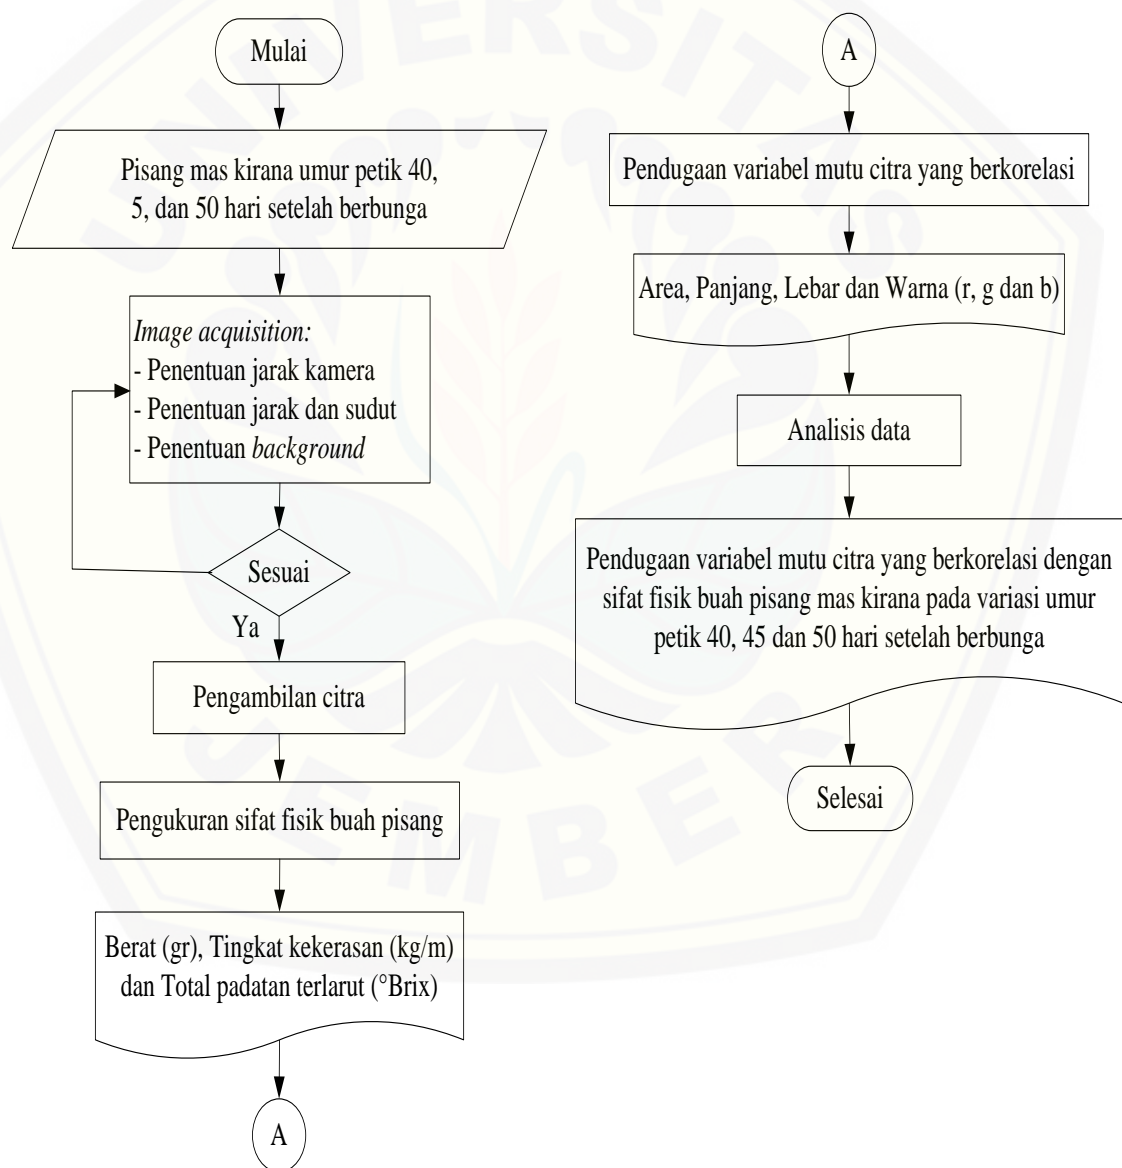 Mulai
Pisang mas kirana umur petik 40,
5, dan 50 hari setelah berbunga
Image acquisition:
- Penentuan jarak kamera
- Penentuan jarak dan sudut
- Penentuan background
Sesuai
Ya
Pengambilan citra
Pengukuran sifat fisik buah pisang
Berat (gr), Tingkat kekerasan (kg/m)
dan Total padatan terlarut (°Brix)
A
A
Pendugaan variabel mutu citra yang berkorelasi
Area, Panjang, Lebar dan Warna (r, g dan b)
Analisis data
Pendugaan variabel mutu citra yang berkorelasi dengan
sifat fisik buah pisang mas kirana pada variasi umur
petik 40, 45 dan 50 hari setelah berbunga
Selesai
UNIVERSITAS
JEMBER